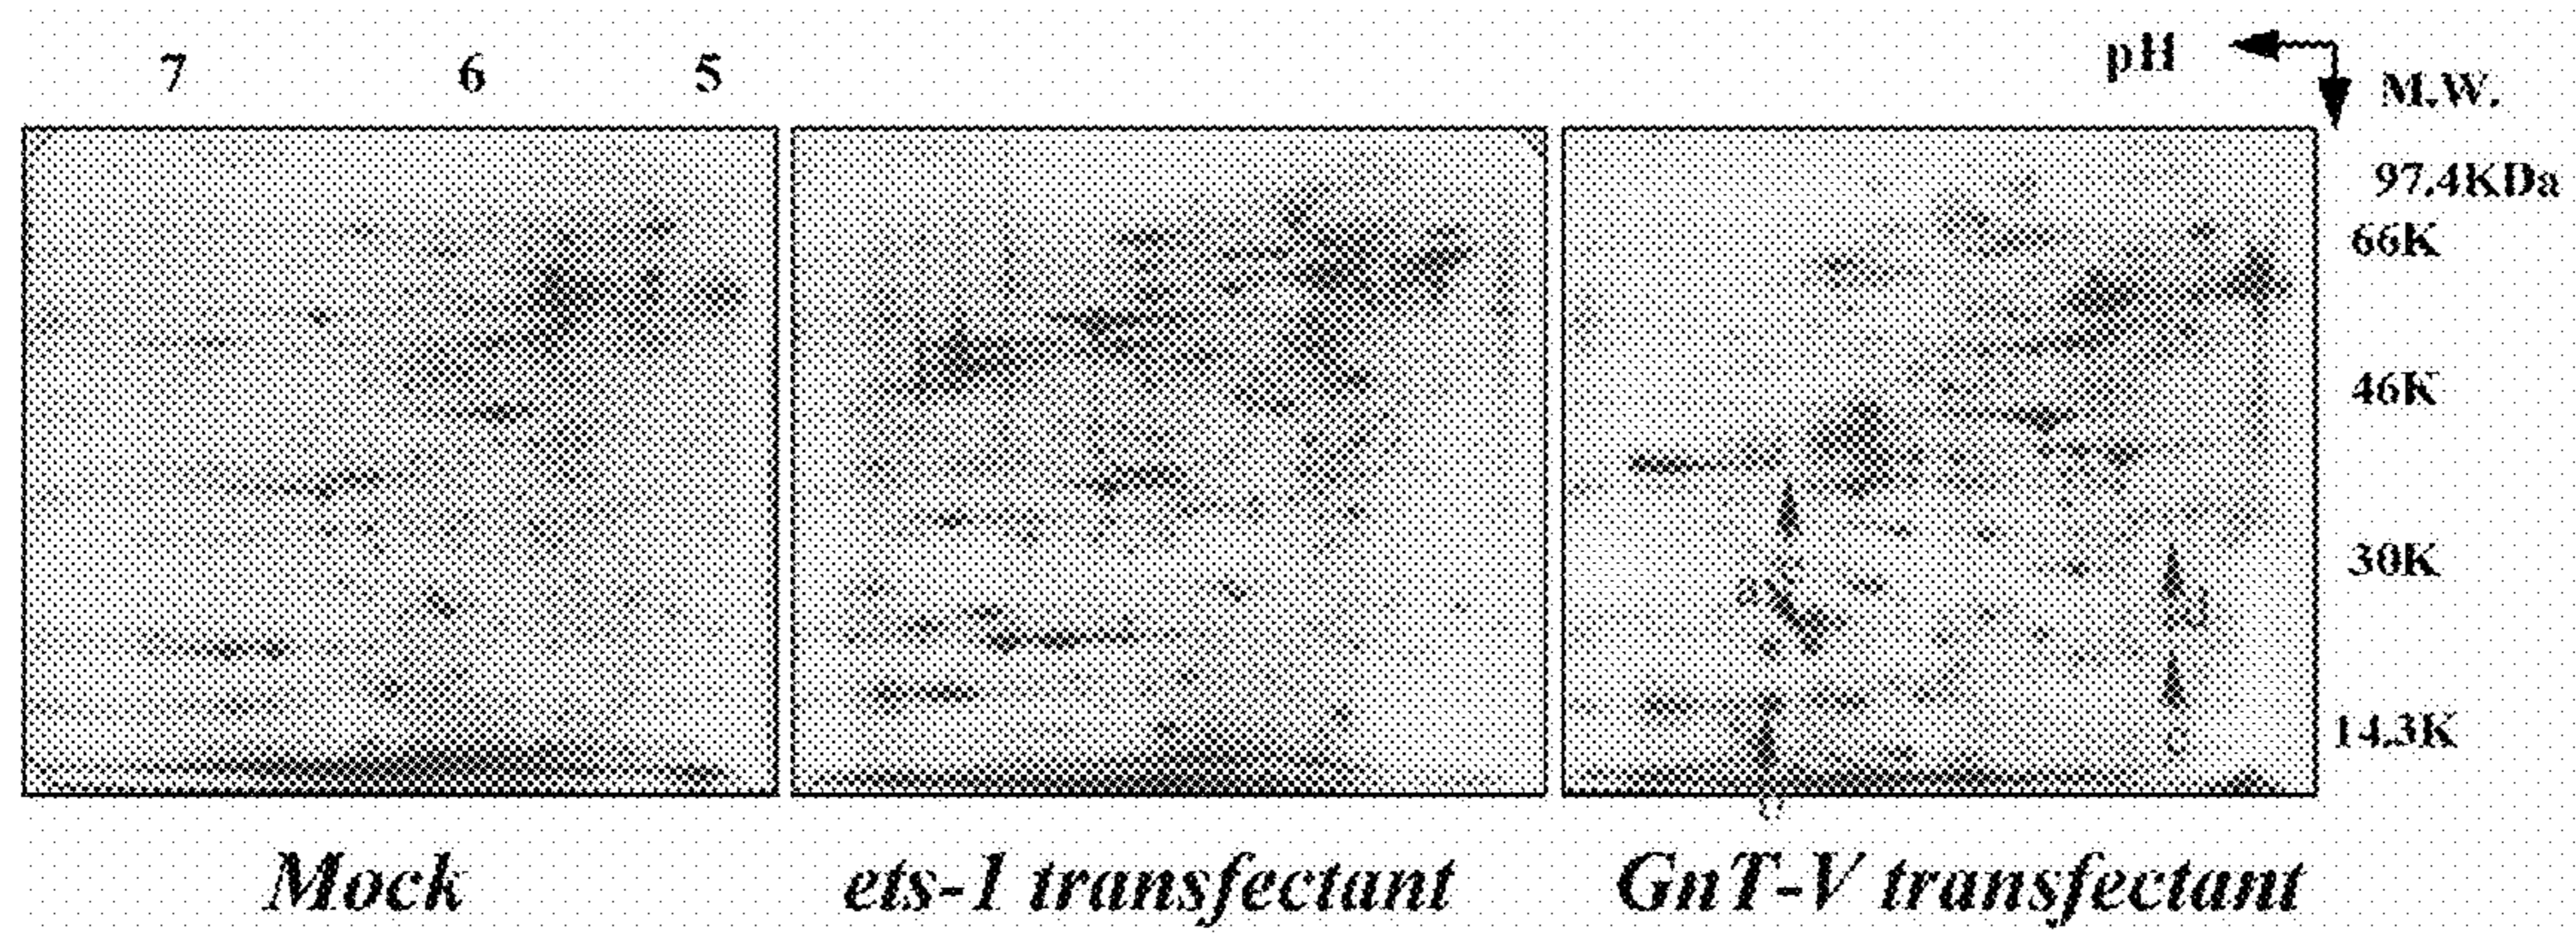 7 6 5 pH M.W.
97.4KDa
66K
46K
30K
14.3K
a
Mock ets-1 transfectant GnT-V transfectant